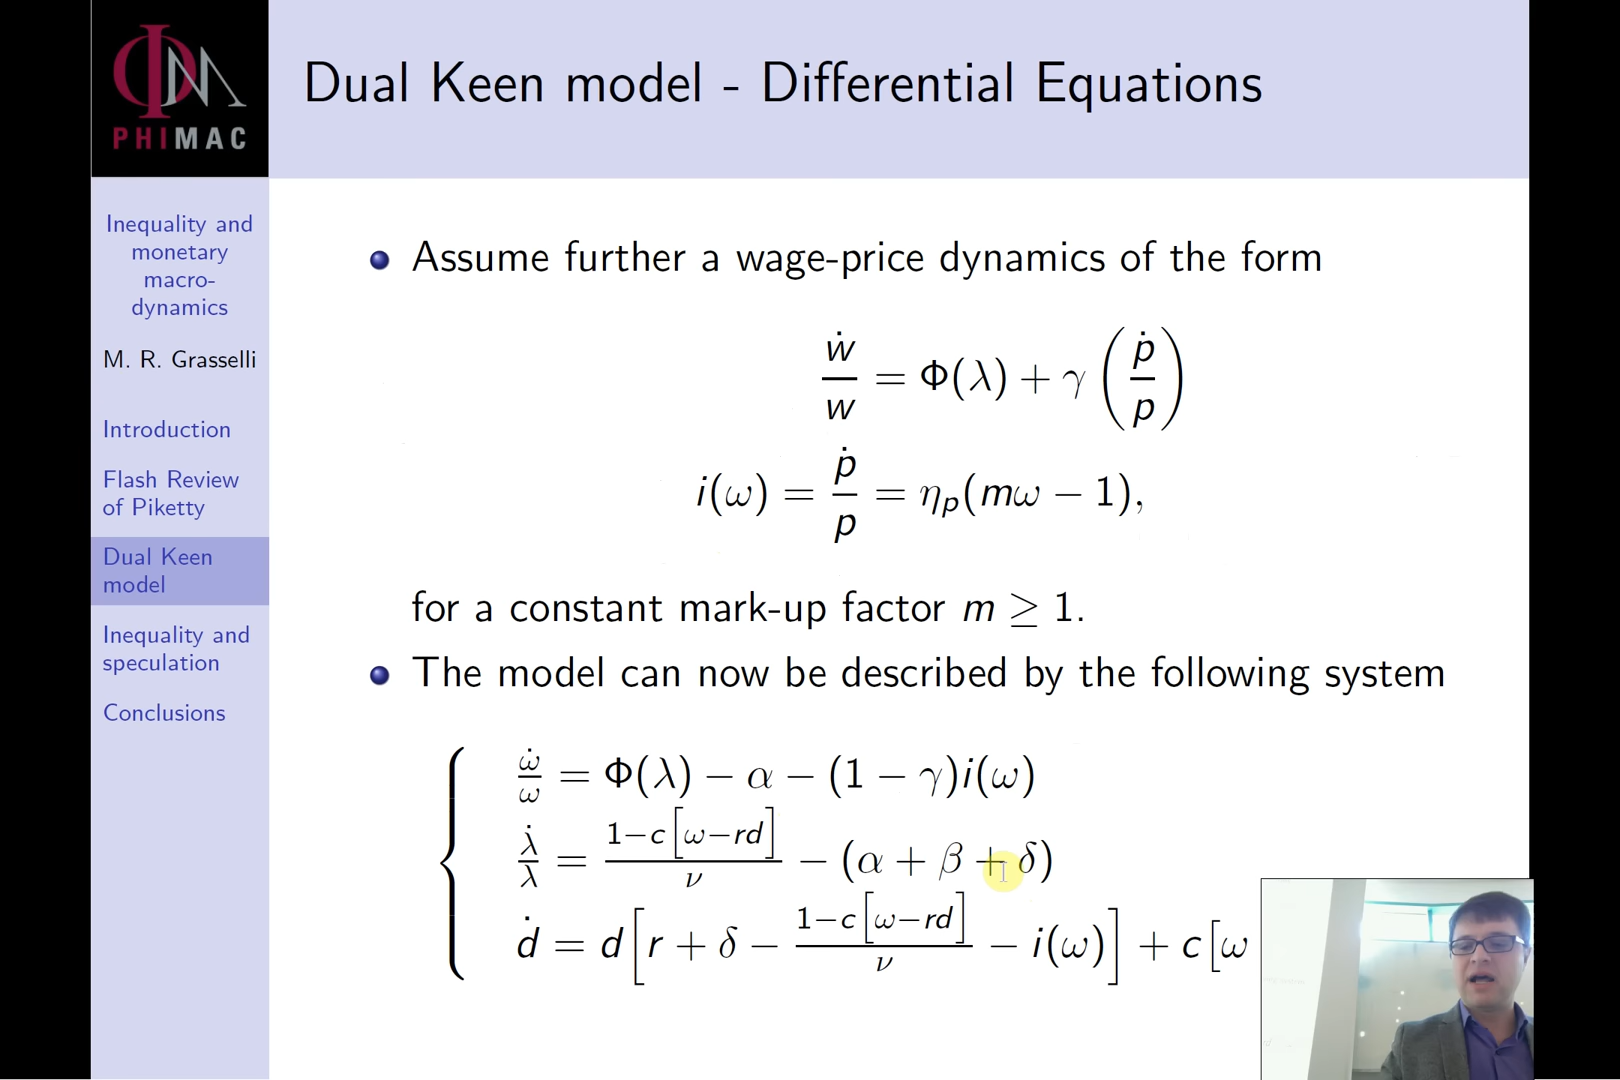 PHIMAC
Dual Keen model - Differential Equations
Inequality and
monetary
macro-
dynamics
M. R. Grasselli
Introduction
Flash Review
of Piketty
Dual Keen
model
Inequality and
speculation
Conclusions
Assume further a wage-price dynamics of the form
ẇ/w = Φ(λ) + γ (ṗ/p)
i(ω) = ṗ/p = η_p(mω − 1),
for a constant mark-up factor m ≥ 1.
The model can now be described by the following system
ω̇/ω = Φ(λ) − α − (1 − γ)i(ω)
λ̇/λ = (1−c[ω−rd])/ν − (α + β + δ)
ḋ = d[r + δ − (1−c[ω−rd])/ν − i(ω)] + c[ω